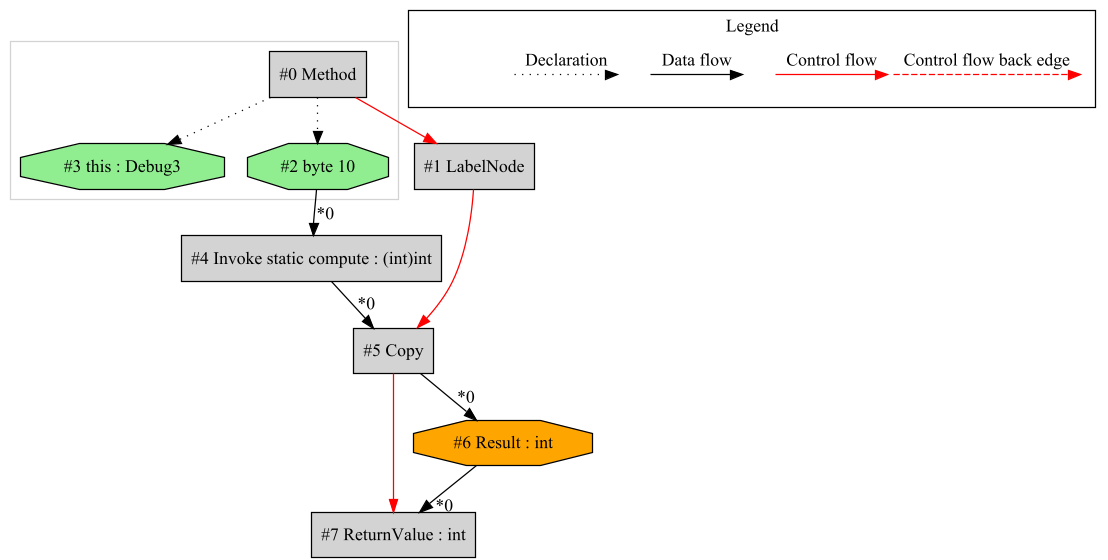 Legend
Declaration
Data flow
Control flow
Control flow back edge
#0 Method
#3 this : Debug3
#2 byte 10
#1 LabelNode
*0
#4 Invoke static compute : (int)int
*0
#5 Copy
*0
#6 Result : int
*0
#7 ReturnValue : int